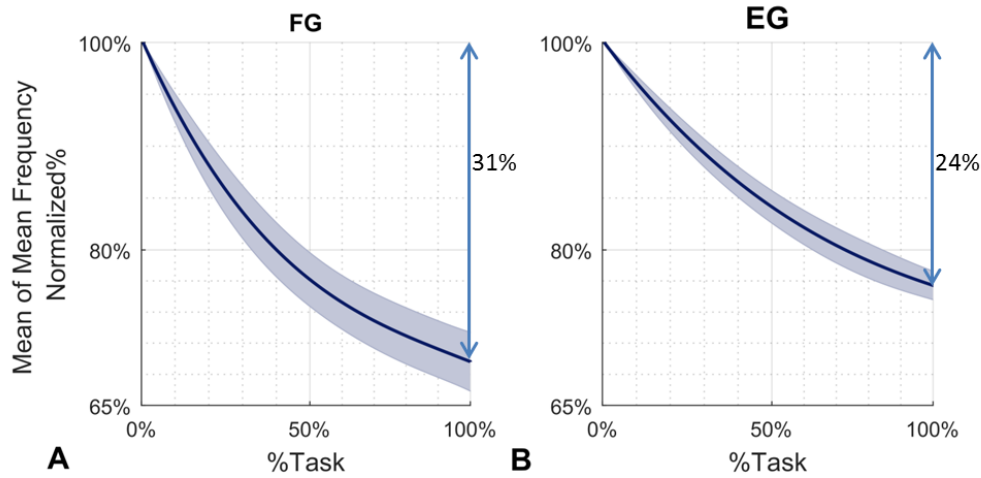 FG
100%
80%
65%
0%
50%
100%
%Task
Mean of Mean Frequency
Normalized%
31%
A
EG
100%
80%
65%
0%
50%
100%
%Task
24%
B